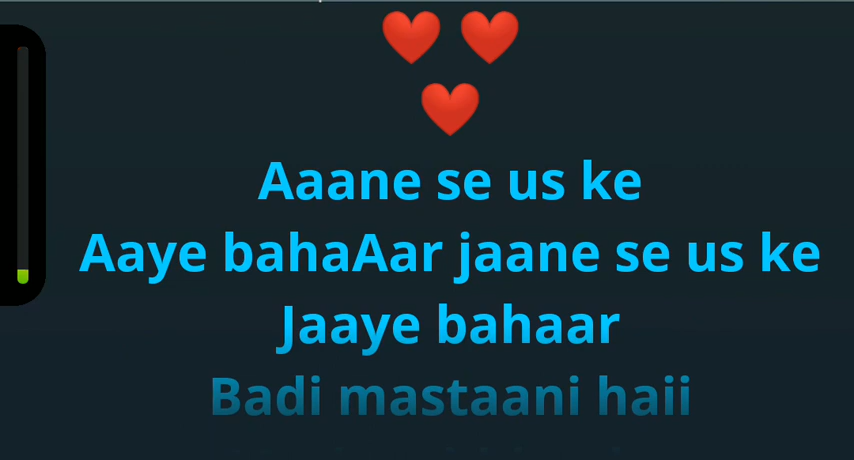 ❤️ ❤️
❤️
Aaane se us ke
Aaye bahaAar jaane se us ke
Jaaye bahaar
Badi mastaani haii